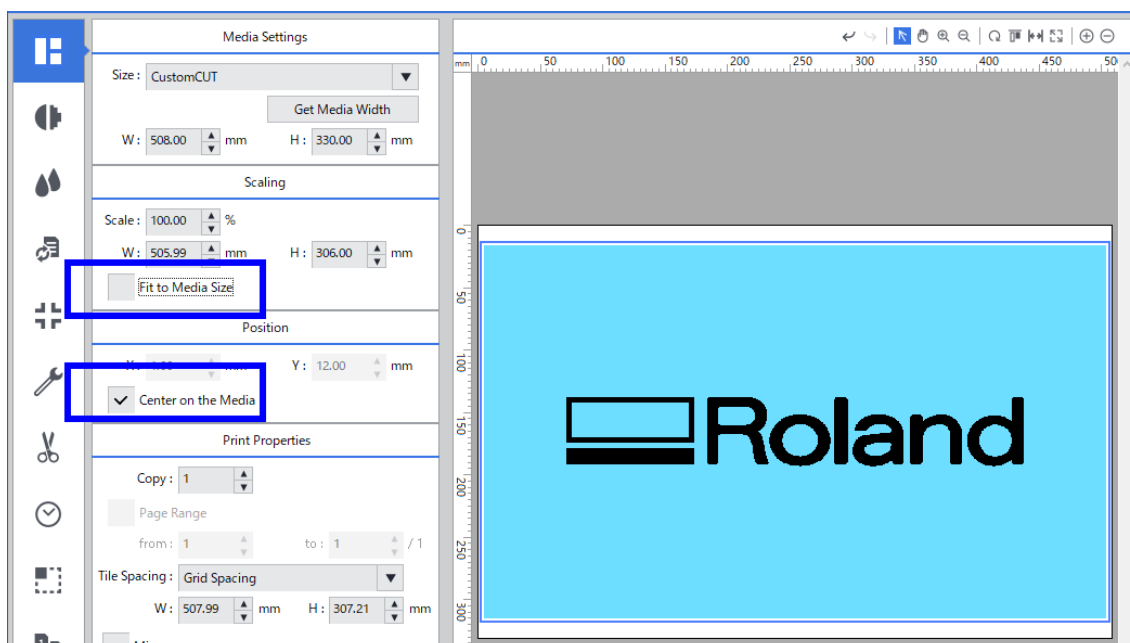 Media Settings
Size : CustomCUT
Get Media Width
W : 508.00 mm H : 330.00 mm
Scaling
Scale : 100.00 %
W : 505.99 mm H : 306.00 mm
Fit to Media Size
Position
Y : 12.00 mm
Center on the Media
Print Properties
Copy : 1
Page Range
from : 1 to : 1 / 1
Tile Spacing : Grid Spacing
W : 507.99 mm H : 307.21 mm
mm 0 50 100 150 200 250 300 350 400 450 50
0
50
100
150
200
250
300
Roland